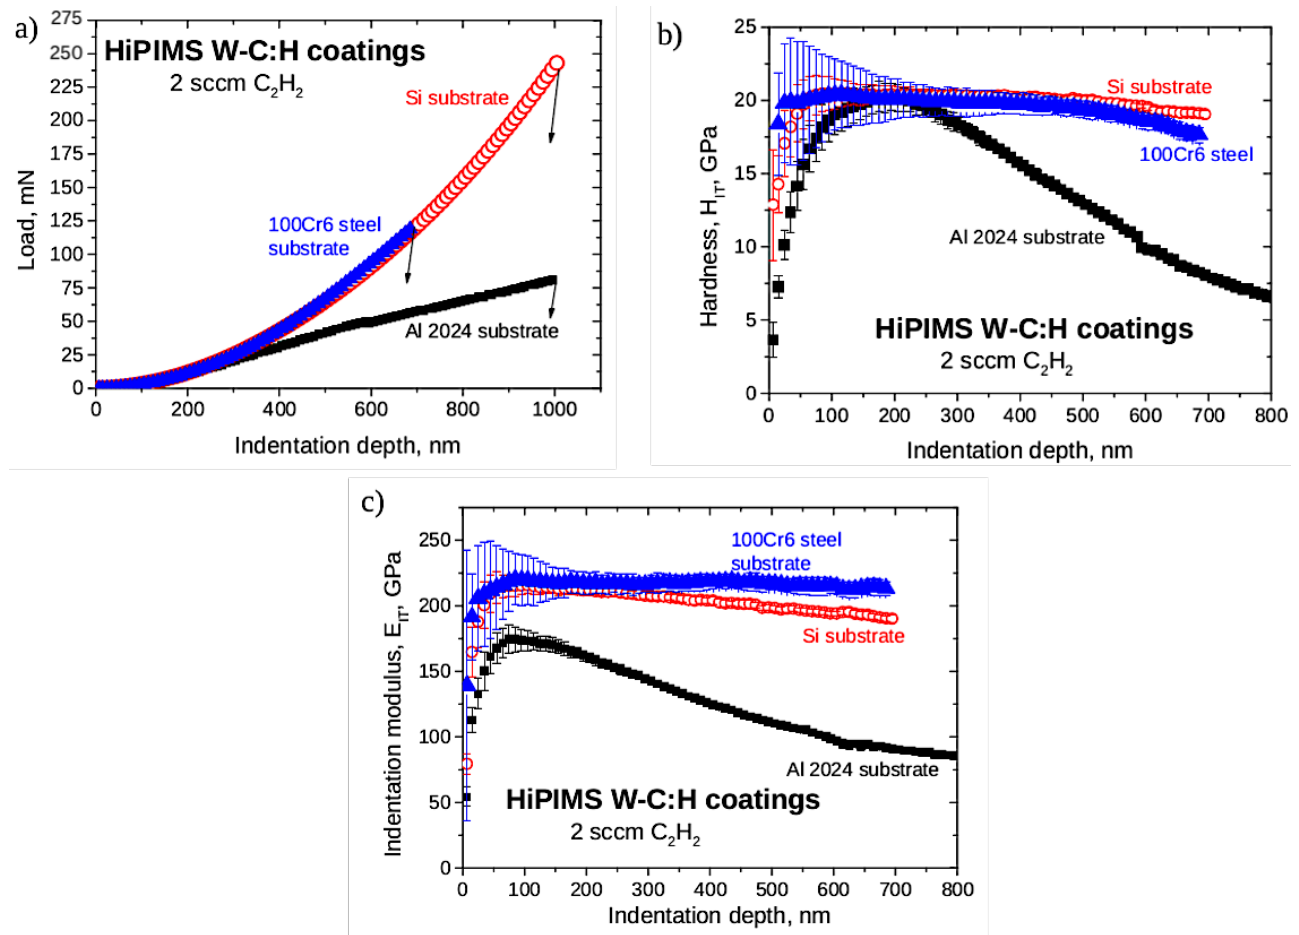 a)
HiPIMS W-C:H coatings
2 sccm C₂H₂
Si substrate
100Cr6 steel
substrate
Al 2024 substrate
Load, mN
275
250
225
200
175
150
125
100
75
50
25
0
0 200 400 600 800 1000
Indentation depth, nm
b)
Si substrate
100Cr6 steel
Al 2024 substrate
HiPIMS W-C:H coatings
2 sccm C₂H₂
Hardness, H_IT, GPa
25
20
15
10
5
0
0 100 200 300 400 500 600 700 800
Indentation depth, nm
c)
100Cr6 steel
substrate
Si substrate
Al 2024 substrate
HiPIMS W-C:H coatings
2 sccm C₂H₂
Indentation modulus, E_IT, GPa
250
200
150
100
50
0
0 100 200 300 400 500 600 700 800
Indentation depth, nm